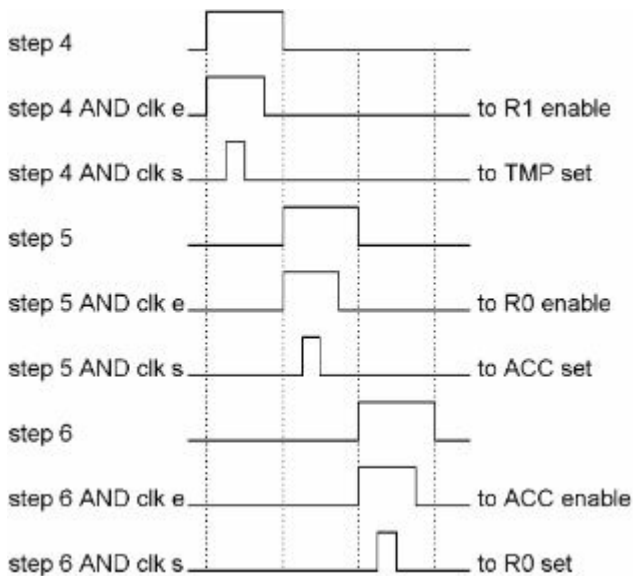 step 4
step 4 AND clk e to R1 enable
step 4 AND clk s to TMP set
step 5
step 5 AND clk e to R0 enable
step 5 AND clk s to ACC set
step 6
step 6 AND clk e to ACC enable
step 6 AND clk s to R0 set